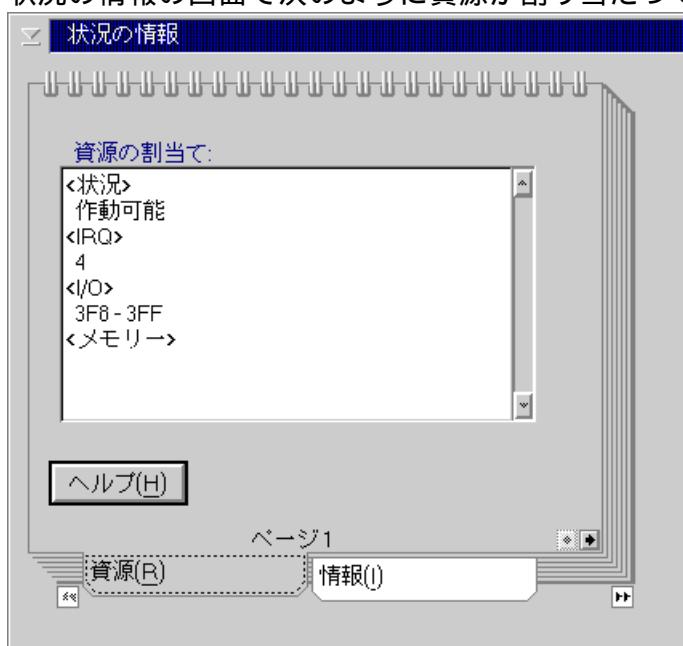 状況の情報の画面で次のように資源が割り当たって
状況の情報
資源の割当て:
<状況>
作動可能
<IRQ>
4
<I/O>
3F8 - 3FF
<メモリー>
ヘルプ(H)
ページ1
資源(R)
情報(I)